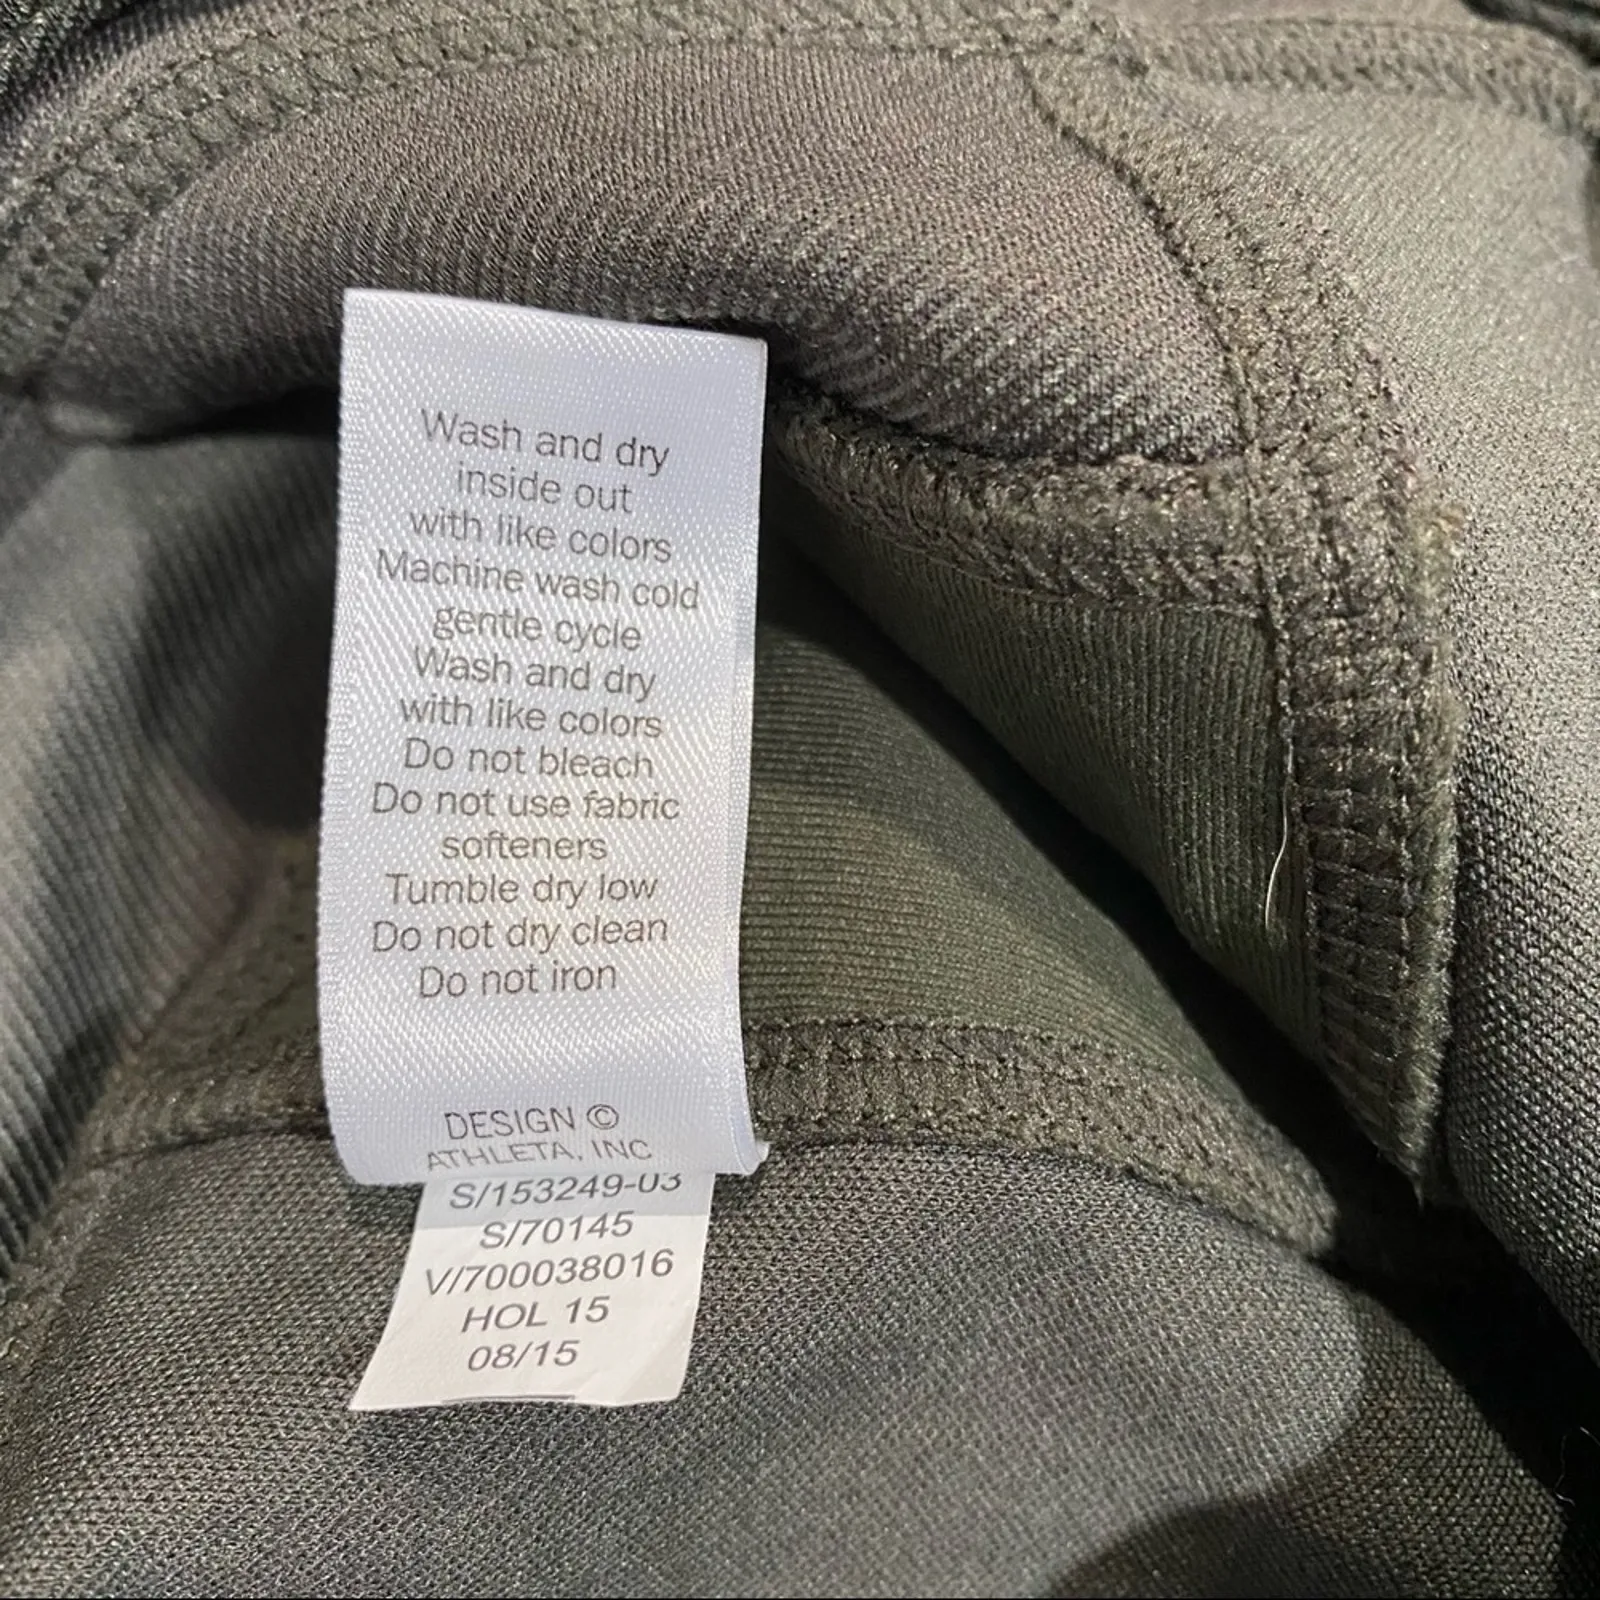 Wash and dry
inside out
with like colors
Machine wash cold
gentle cycle
Wash and dry
with like colors
Do not bleach
Do not use fabric
softeners
Tumble dry low
Do not dry clean
Do not iron
DESIGN ©
ATHLETA, INC
S/153249-03
S/70145
V/700038016
HOL 15
08/15